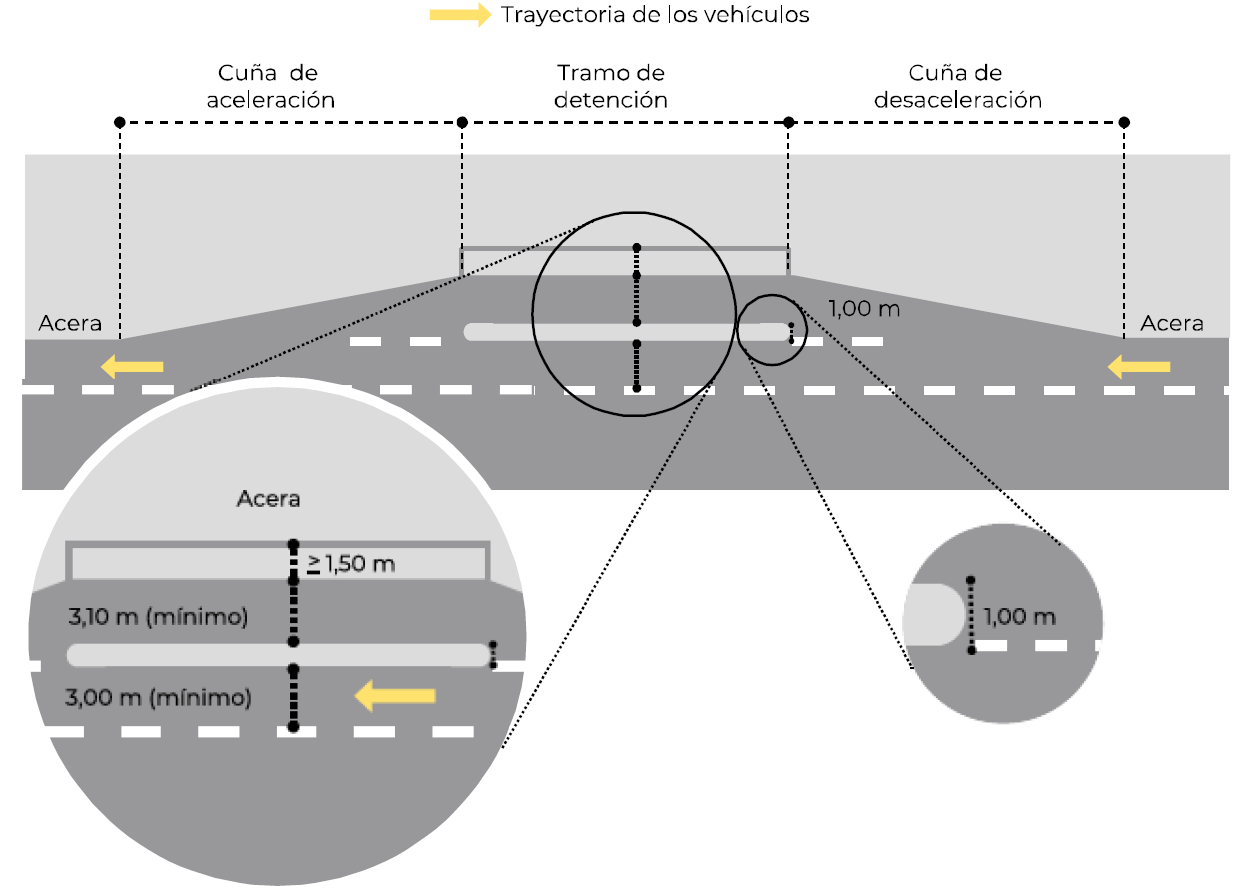 Trayectoria de los vehículos
Cuña de
aceleración
Tramo de
detención
Cuña de
desaceleración
1,00 m
Acera
Acera
Acera
≥ 1,50 m
3,10 m (mínimo)
3,00 m (mínimo)
1,00 m